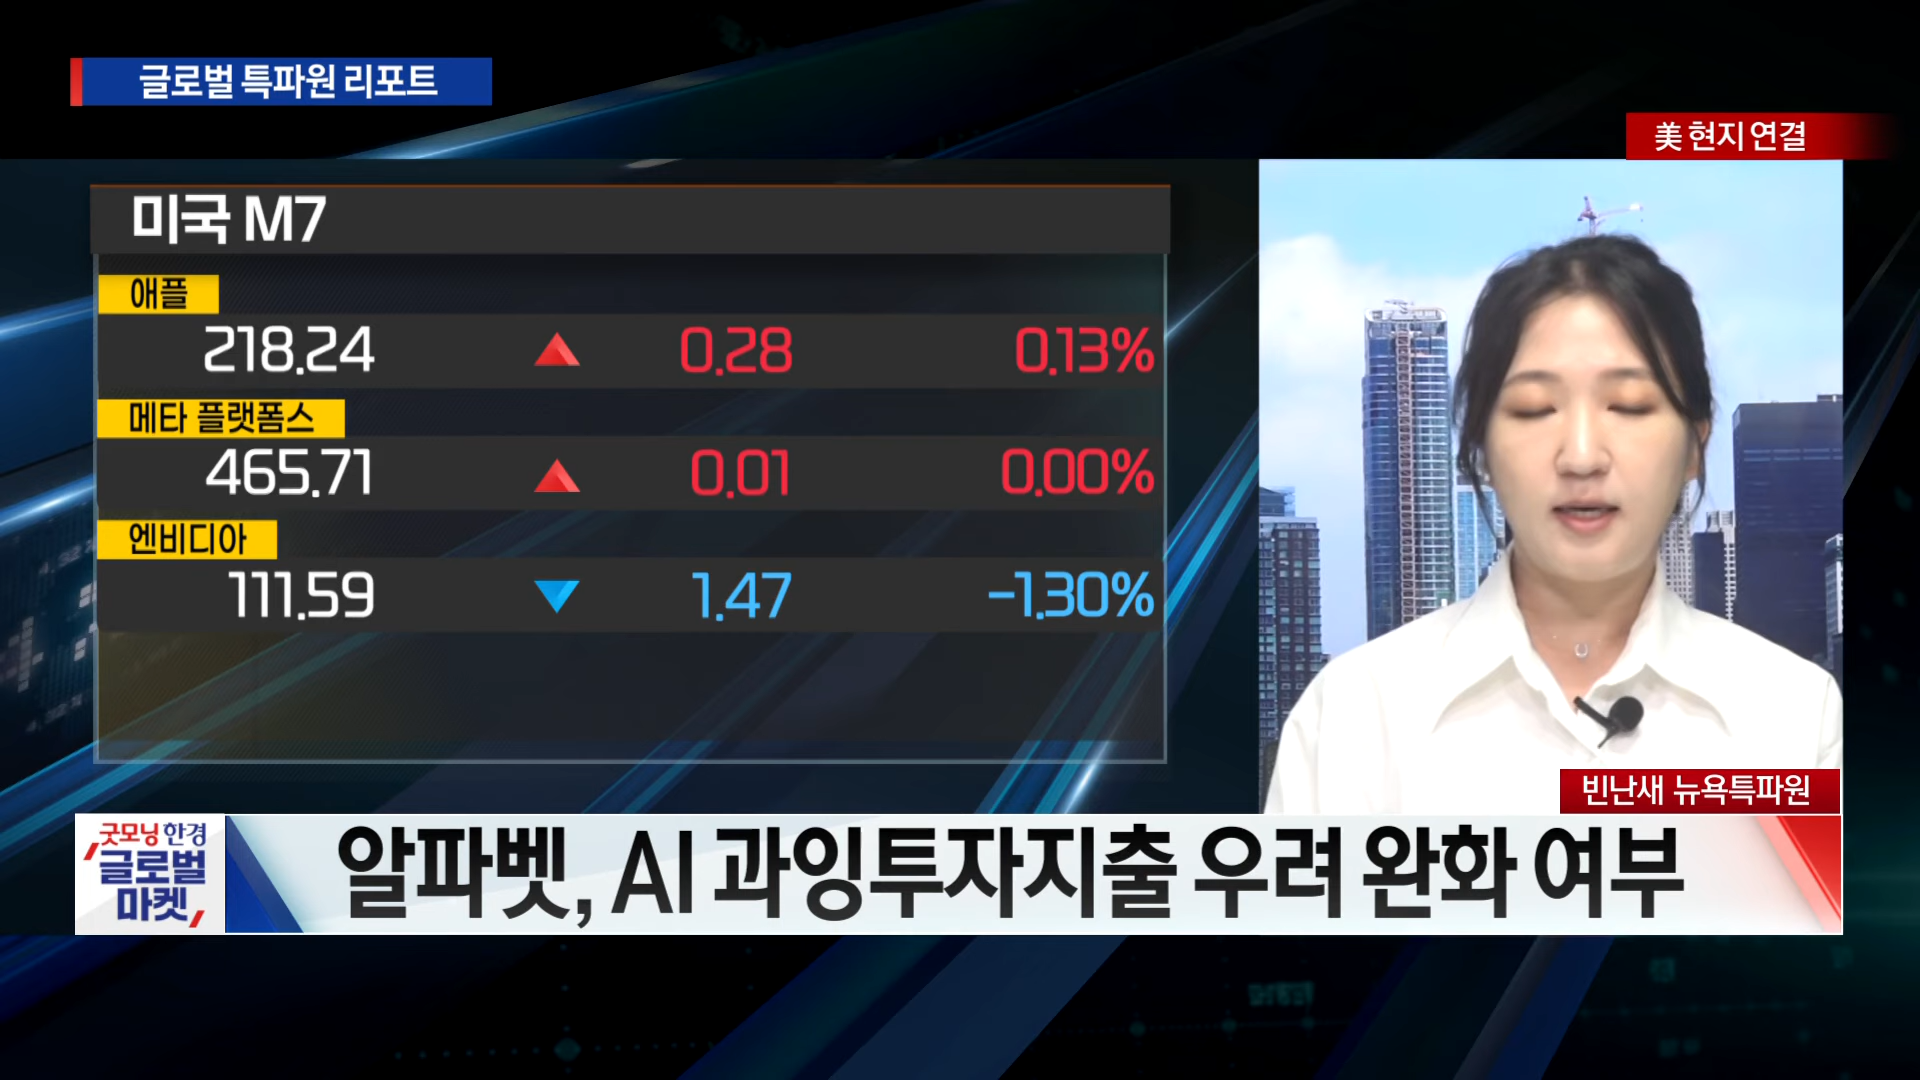 글로벌 특파원 리포트
美 현지 연결
미국 M7
애플
218.24 ▲ 0.28 0.13%
메타 플랫폼스
465.71 ▲ 0.01 0.00%
엔비디아
111.59 ▼ 1.47 -1.30%
빈난새 뉴욕특파원
굿모닝 한경
글로벌
마켓
알파벳, AI 과잉투자지출 우려 완화 여부